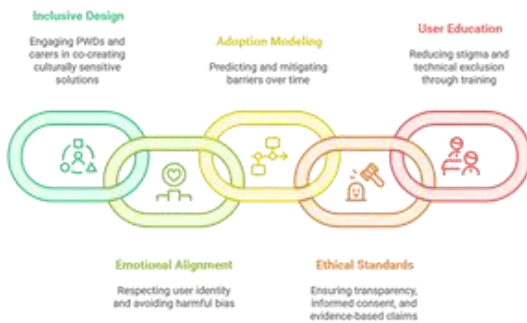 Inclusive Design
Engaging PWDs and
carers in co-creating
culturally sensitive
solutions
Adoption Modeling
Predicting and mitigating
barriers over time
User Education
Reducing stigma and
technical exclusion
through training
Emotional Alignment
Respecting user identity
and avoiding harmful bias
Ethical Standards
Ensuring transparency,
informed consent, and
evidence-based claims